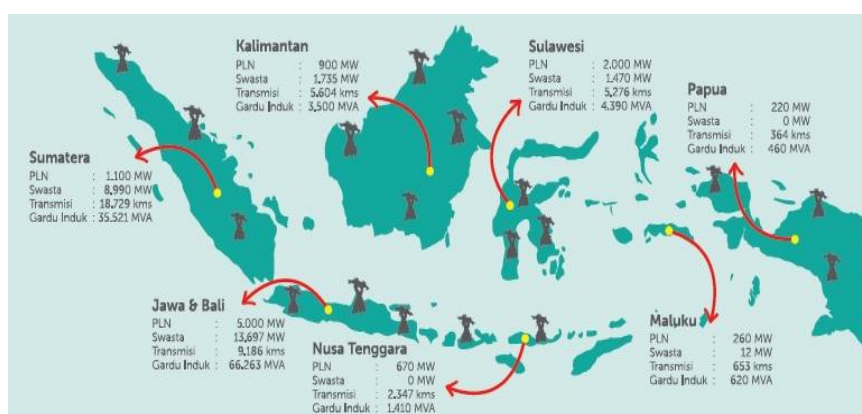 Kalimantan
PLN : 900 MW
Swasta : 1,735 MW
Transmisi : 5.604 kms
Gardu Induk : 3,500 MVA
Sulawesi
PLN : 2.000 MW
Swasta : 1,470 MW
Transmisi : 5,276 kms
Gardu Induk : 4.390 MVA
Papua
PLN : 220 MW
Swasta : 0 MW
Transmisi : 364 kms
Gardu Induk : 460 MVA
Sumatera
PLN : 1.100 MW
Swasta : 8,990 MW
Transmisi : 18.729 kms
Gardu Induk : 35.521 MVA
Jawa & Bali
PLN : 5.000 MW
Swasta : 13,697 MW
Transmisi : 9,186 kms
Gardu Induk : 66.263 MVA
Nusa Tenggara
PLN : 670 MW
Swasta : 0 MW
Transmisi : 2.347 kms
Gardu Induk : 1.410 MVA
Maluku
PLN : 260 MW
Swasta : 12 MW
Transmisi : 653 kms
Gardu Induk : 620 MVA